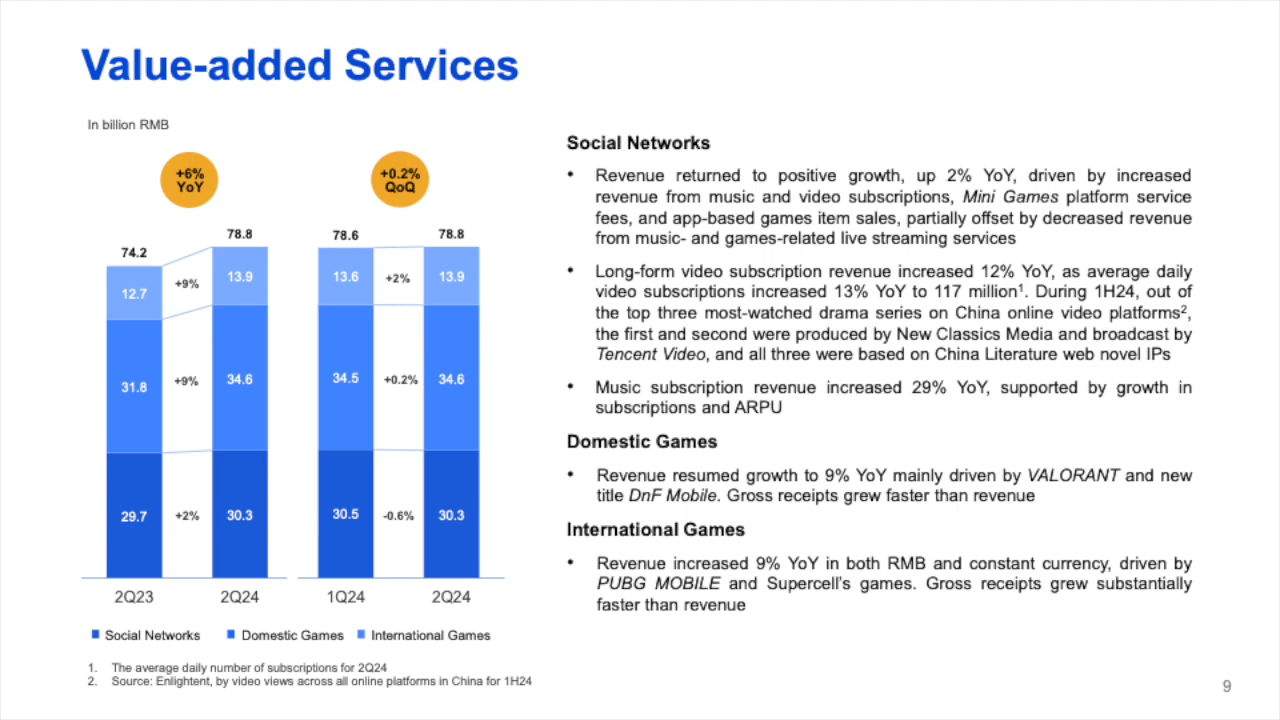 Value-added Services
In billion RMB
+6%
YoY
+0.2%
QoQ
74.2
78.8
78.6
78.8
12.7
+9%
13.9
13.6
+2%
13.9
31.8
+9%
34.6
34.5
+0.2%
34.6
29.7
+2%
30.3
30.5
-0.6%
30.3
2Q23
2Q24
1Q24
2Q24
Social Networks
Domestic Games
International Games
Social Networks
• Revenue returned to positive growth, up 2% YoY, driven by increased
revenue from music and video subscriptions, Mini Games platform service
fees, and app-based games item sales, partially offset by decreased revenue
from music- and games-related live streaming services
• Long-form video subscription revenue increased 12% YoY, as average daily
video subscriptions increased 13% YoY to 117 million¹. During 1H24, out of
the top three most-watched drama series on China online video platforms²,
the first and second were produced by New Classics Media and broadcast by
Tencent Video, and all three were based on China Literature web novel IPs
• Music subscription revenue increased 29% YoY, supported by growth in
subscriptions and ARPU
Domestic Games
• Revenue resumed growth to 9% YoY mainly driven by VALORANT and new
title DnF Mobile. Gross receipts grew faster than revenue
International Games
• Revenue increased 9% YoY in both RMB and constant currency, driven by
PUBG MOBILE and Supercell's games. Gross receipts grew substantially
faster than revenue
1. The average daily number of subscriptions for 2Q24
2. Source: Enlightent, by video views across all online platforms in China for 1H24
9